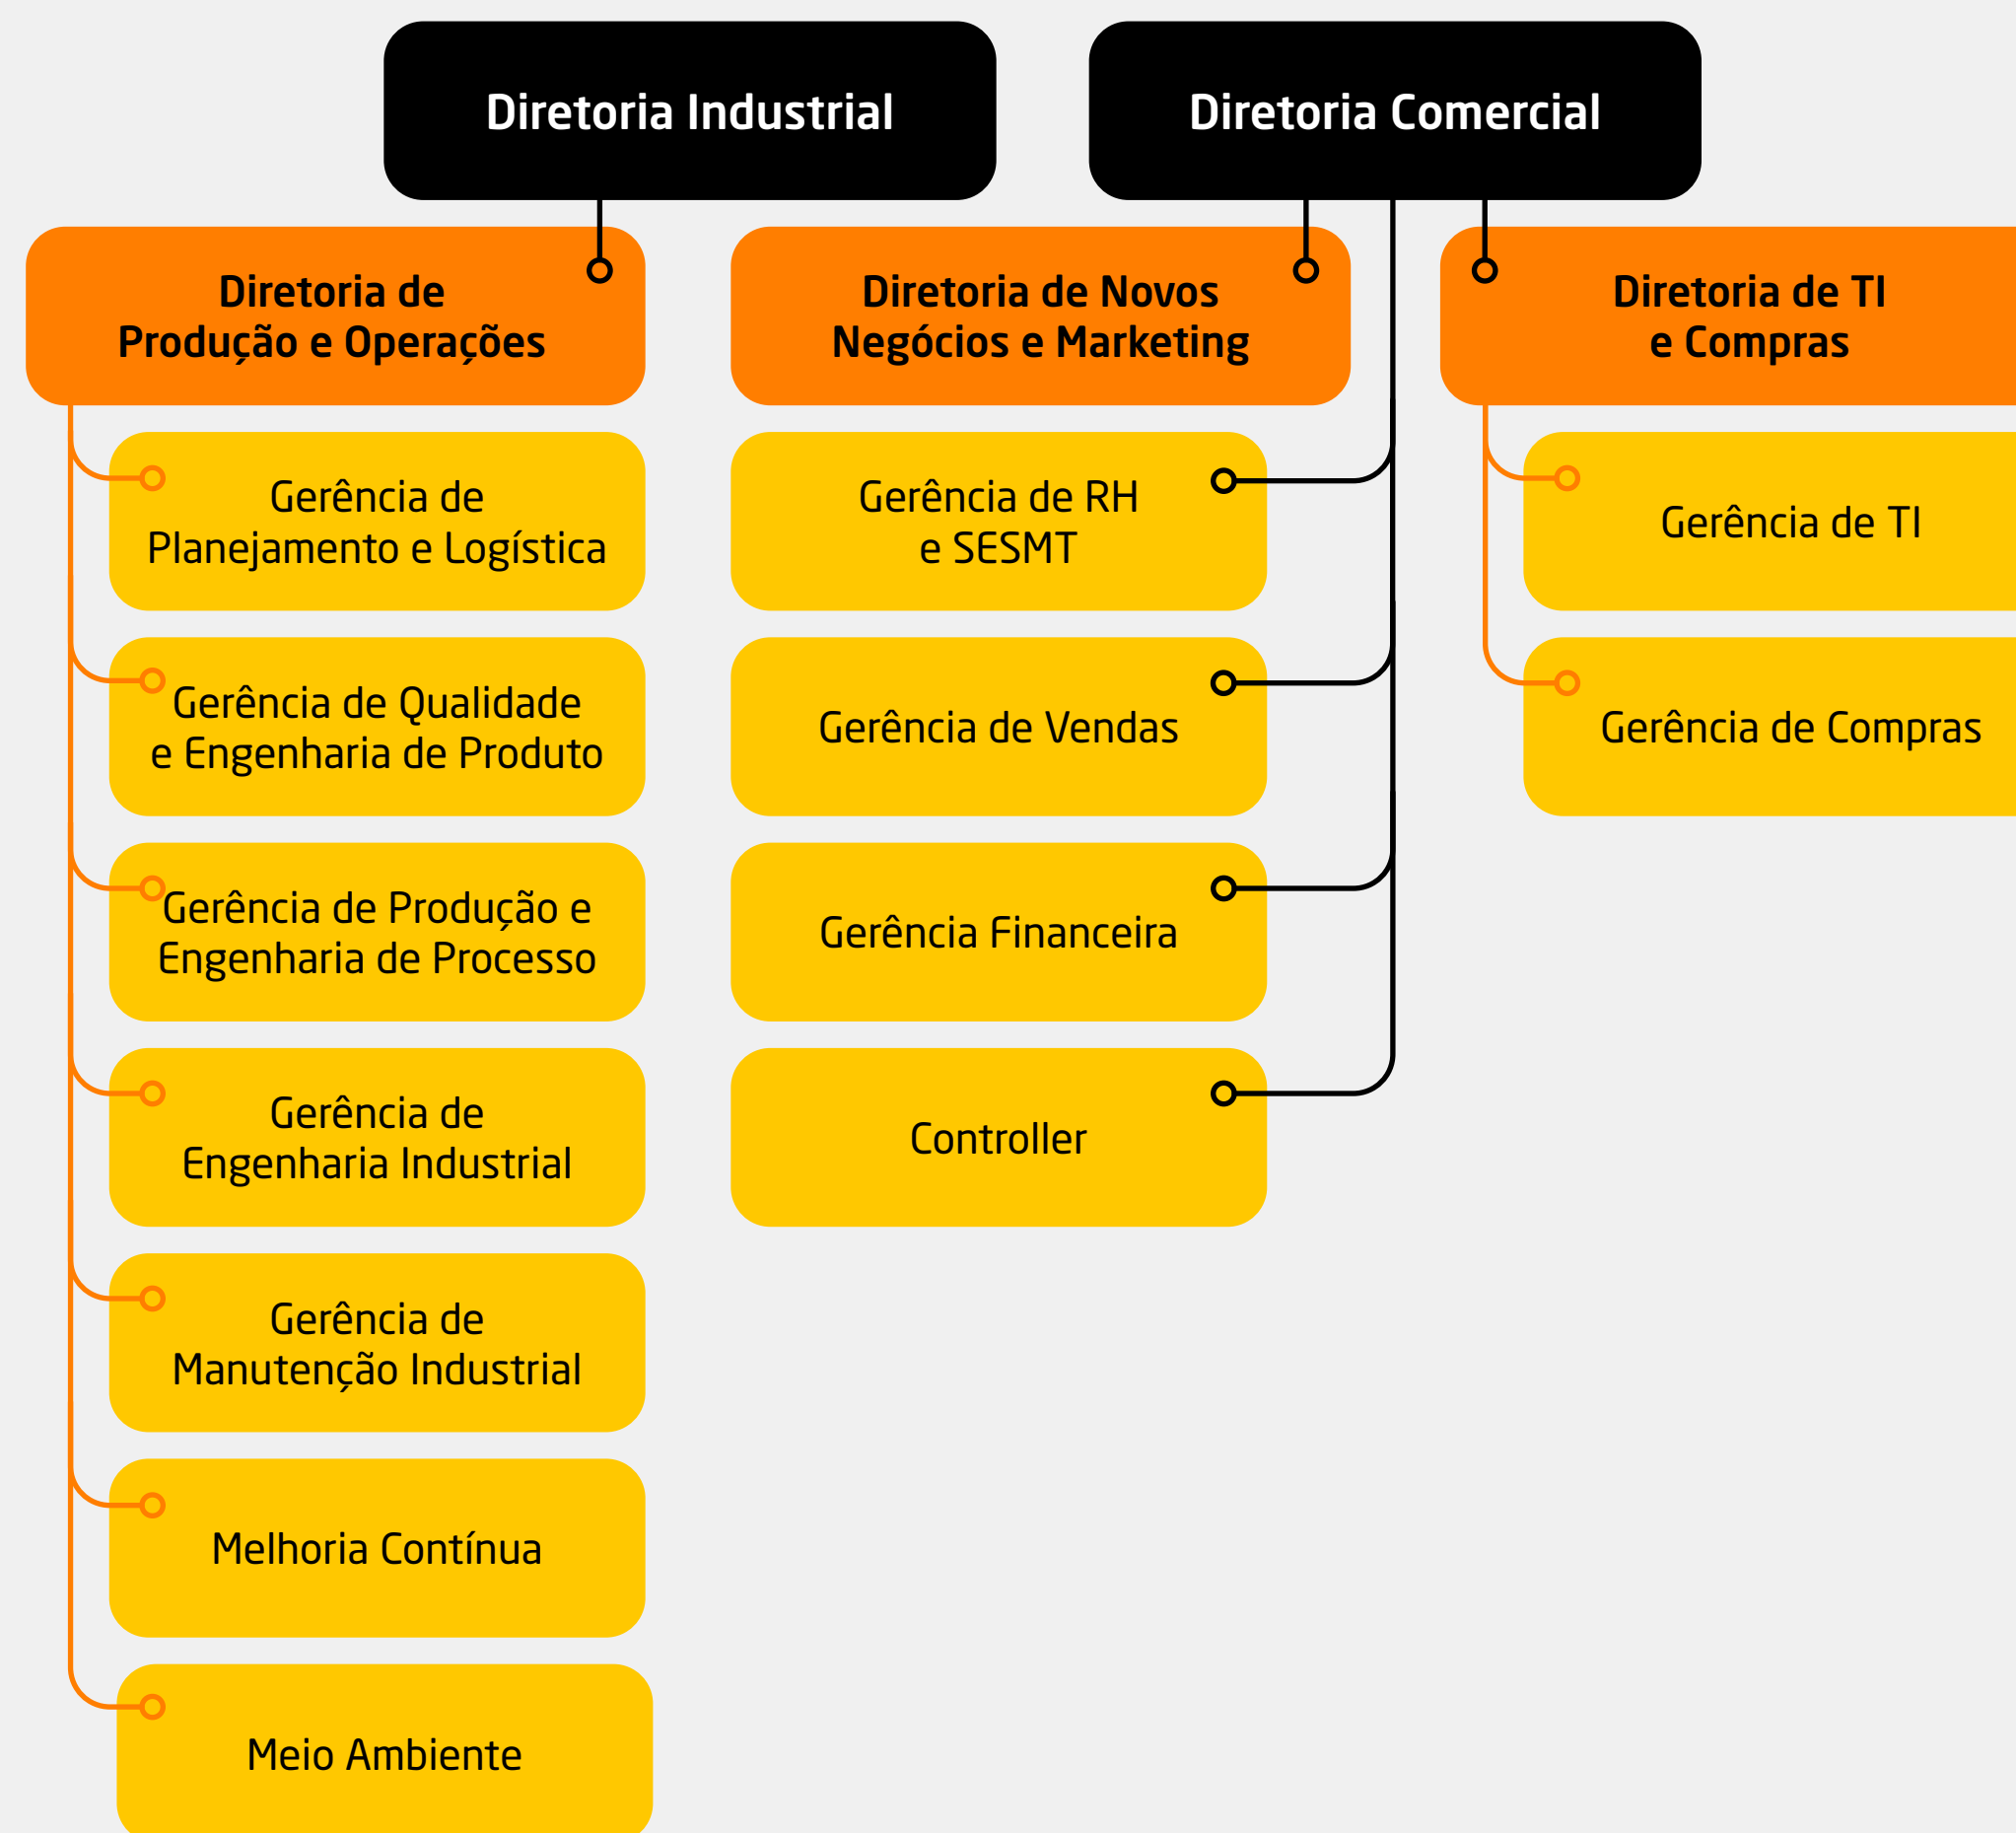 Diretoria Industrial
Diretoria Comercial
Diretoria de
Produção e Operações
Diretoria de Novos
Negócios e Marketing
Diretoria de TI
e Compras
Gerência de
Planejamento e Logística
Gerência de RH
e SESMT
Gerência de TI
Gerência de Qualidade
e Engenharia de Produto
Gerência de Vendas
Gerência de Compras
Gerência de Produção e
Engenharia de Processo
Gerência Financeira
Gerência de
Engenharia Industrial
Controller
Gerência de
Manutenção Industrial
Melhoria Contínua
Meio Ambiente